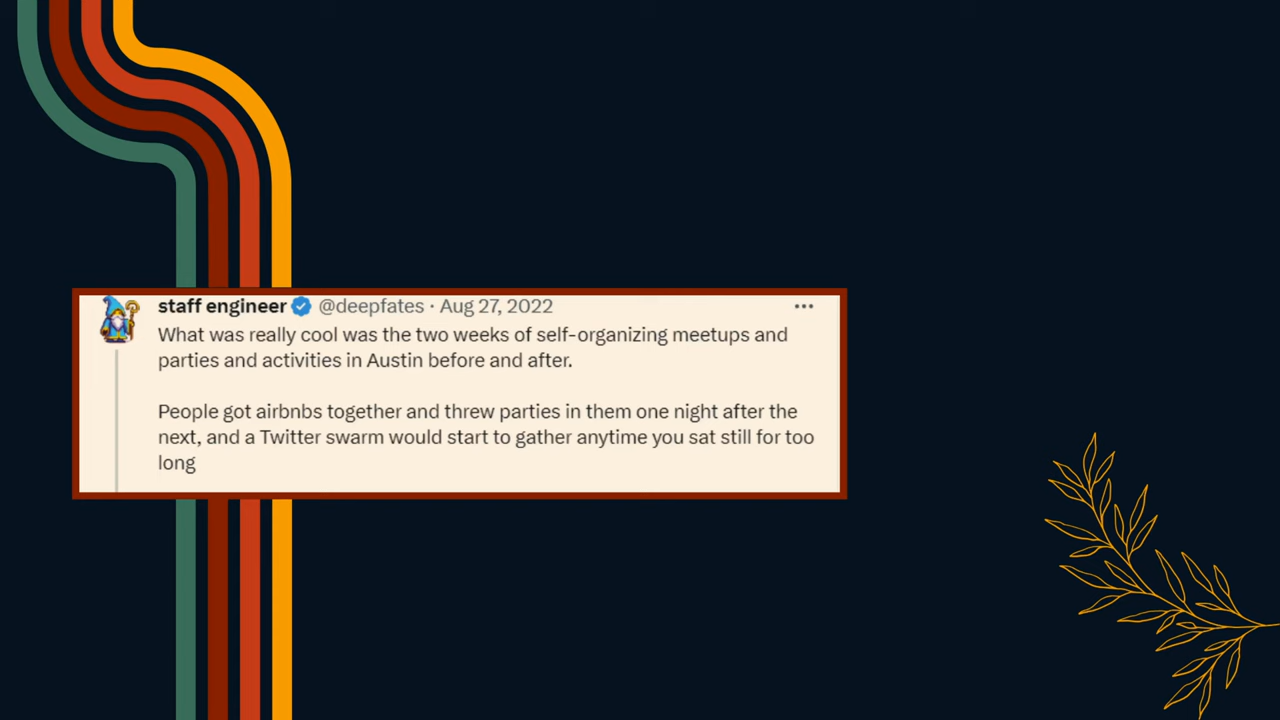 staff engineer @deepfates · Aug 27, 2022
What was really cool was the two weeks of self-organizing meetups and
parties and activities in Austin before and after.
People got airbnbs together and threw parties in them one night after the
next, and a Twitter swarm would start to gather anytime you sat still for too
long